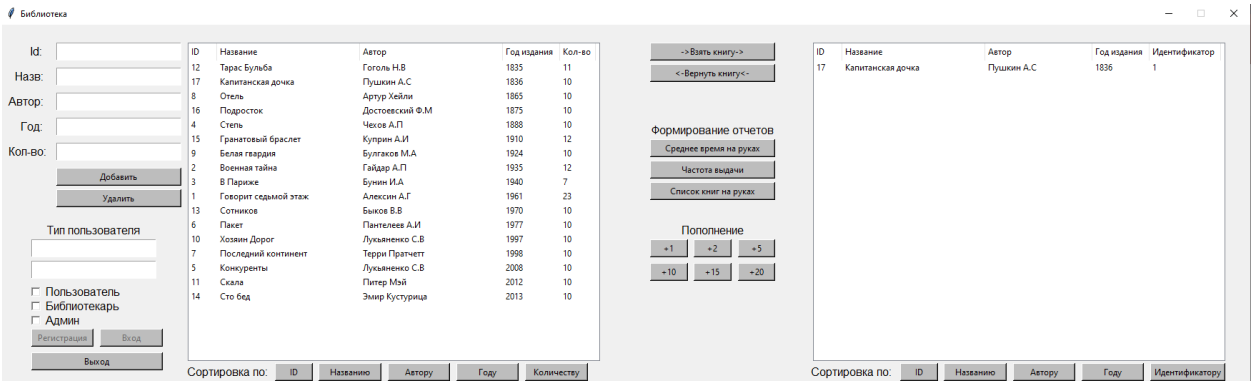 Библиотека
Id:
Назв:
Автор:
Год:
Кол-во:
Добавить
Удалить
Тип пользователя
Пользователь
Библиотекарь
Админ
Регистрация Вход
Выход
ID Название Автор Год издания Кол-во
12 Тарас Бульба Гоголь Н.В 1835 11
17 Капитанская дочка Пушкин А.С 1836 10
8 Отель Артур Хейли 1865 10
16 Подросток Достоевский Ф.М 1875 10
4 Степь Чехов А.П 1888 10
15 Гранатовый браслет Куприн А.И 1910 12
9 Белая гвардия Булгаков М.А 1924 10
2 Военная тайна Гайдар А.П 1935 12
3 В Париже Бунин И.А 1940 7
1 Говорит седьмой этаж Алексин А.Г 1961 23
13 Сотников Быков В.В 1970 10
6 Пакет Пантелеев А.И 1977 10
10 Хозяин Дорог Лукьяненко С.В 1997 10
7 Последний континент Терри Пратчетт 1998 10
5 Конкуренты Лукьяненко С.В 2008 10
11 Скала Питер Мэй 2012 10
14 Сто бед Эмир Кустурица 2013 10
Сортировка по: ID Названию Автору Году Количеству
->Взять книгу->
<-Вернуть книгу<-
Формирование отчетов
Среднее время на руках
Частота выдачи
Список книг на руках
Пополнение
+1 +2 +5
+10 +15 +20
ID Название Автор Год издания Идентификатор
17 Капитанская дочка Пушкин А.С 1836 1
Сортировка по: ID Названию Автору Году Идентификатору